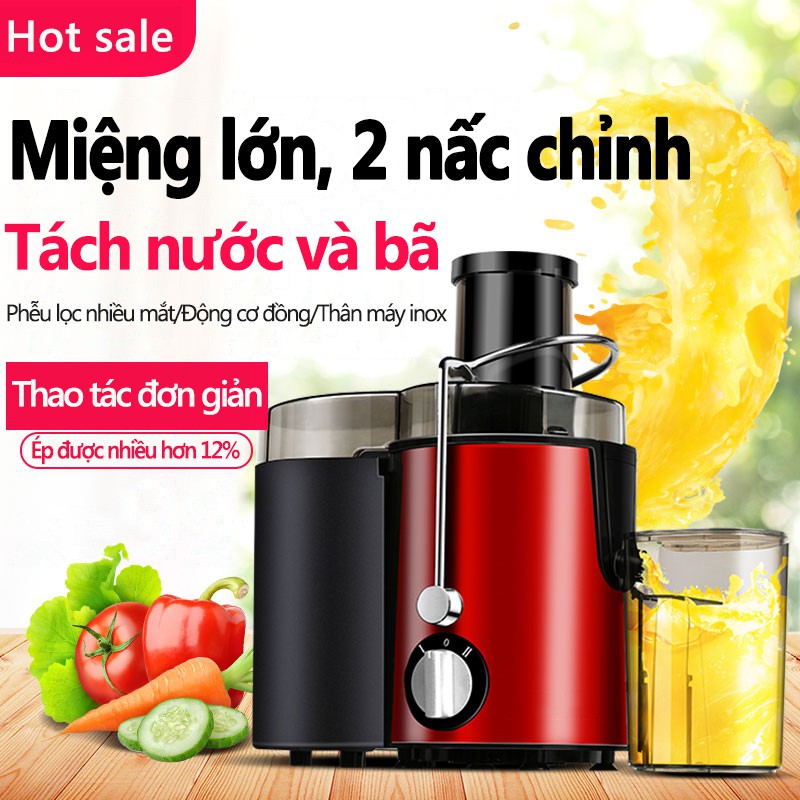 Hot sale
Miệng lớn, 2 nấc chỉnh
Tách nước và bã
Phễu lọc nhiều mắt/Động cơ đồng/Thân máy inox
Thao tác đơn giản
Ép được nhiều hơn 12%
I O II